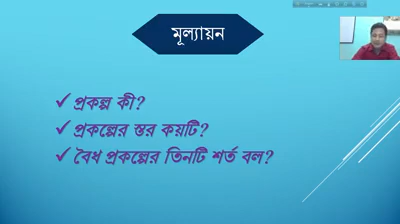 মূল্যায়ন
✓ প্রকল্প কী?
✓ প্রকল্পের স্তর কয়টি?
✓ বৈধ প্রকল্পের তিনটি শর্ত বল?